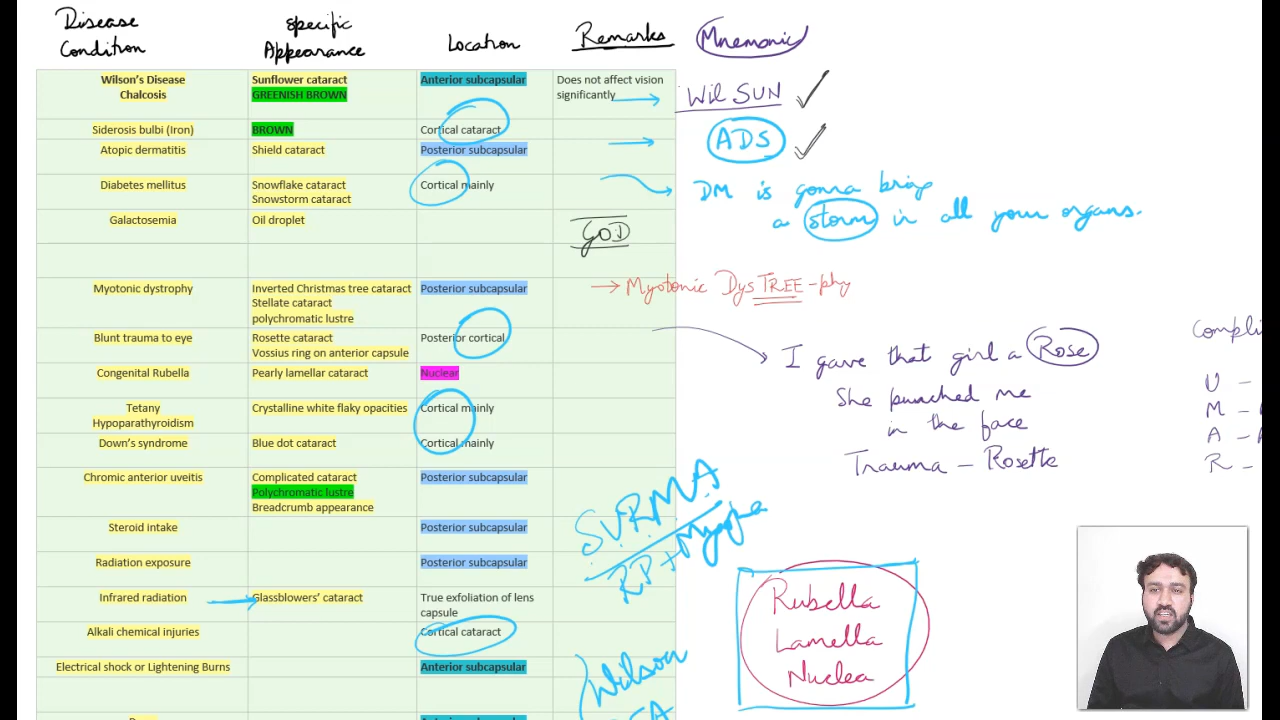 Disease Condition
Specific Appearance
Location
Remarks
Mnemonic
Wilson's Disease
Chalcosis
Sunflower cataract
GREENISH BROWN
Anterior subcapsular
Does not affect vision
significantly
Wil SUN
Siderosis bulbi (Iron)
BROWN
Cortical cataract
Atopic dermatitis
Shield cataract
Posterior subcapsular
ADS
Diabetes mellitus
Snowflake cataract
Snowstorm cataract
Cortical mainly
DM is gonna bring
a storm in all your organs.
Galactosemia
Oil droplet
GOD
Myotonic dystrophy
Inverted Christmas tree cataract
Stellate cataract
polychromatic lustre
Posterior subcapsular
Myotonic DysTREE-phy
Blunt trauma to eye
Rosette cataract
Vossius ring on anterior capsule
Posterior cortical
I gave that girl a Rose
She punched me
in the face
Trauma - Rosette
Compli
U -
M -
A -
R -
Congenital Rubella
Pearly lamellar cataract
Nuclear
Tetany
Hypoparathyroidism
Crystalline white flaky opacities
Cortical mainly
Down's syndrome
Blue dot cataract
Cortical mainly
Chronic anterior uveitis
Complicated cataract
Polychromatic lustre
Breadcrumb appearance
Posterior subcapsular
Steroid intake
Posterior subcapsular
SURMA
RP + Myopia
Radiation exposure
Posterior subcapsular
Infrared radiation
Glassblowers' cataract
True exfoliation of lens
capsule
Rubella
Lamella
Nuclea
Alkali chemical injuries
Cortical cataract
Electrical shock or Lightening Burns
Anterior subcapsular
Wilson